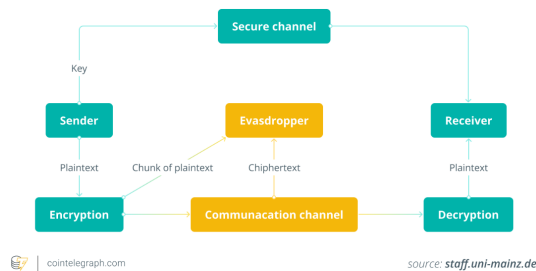 Secure channel
Key
Sender
Evasdropper
Receiver
Plaintext
Chunk of plaintext
Chiphertext
Plaintext
Encryption
Communacation channel
Decryption
cointelegraph.com
source: staff.uni-mainz.de